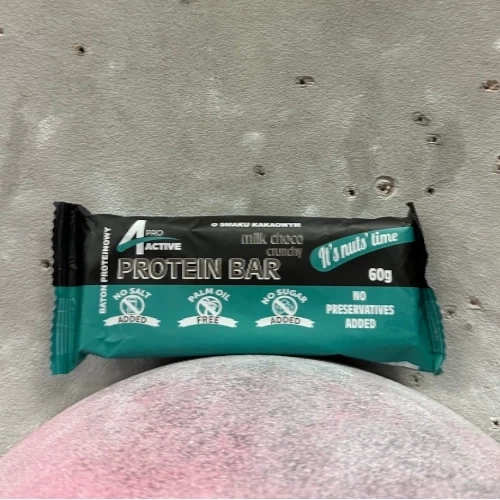 BATON PROTEINOWY
4
PRO
ACTIVE
O SMAKU KAKAOWYM
milk choco
crunchy
It's nuts' time
PROTEIN BAR
60g
NO SALT
ADDED
PALM OIL
FREE
NO SUGAR
ADDED
NO
PRESERVATIVES
ADDED